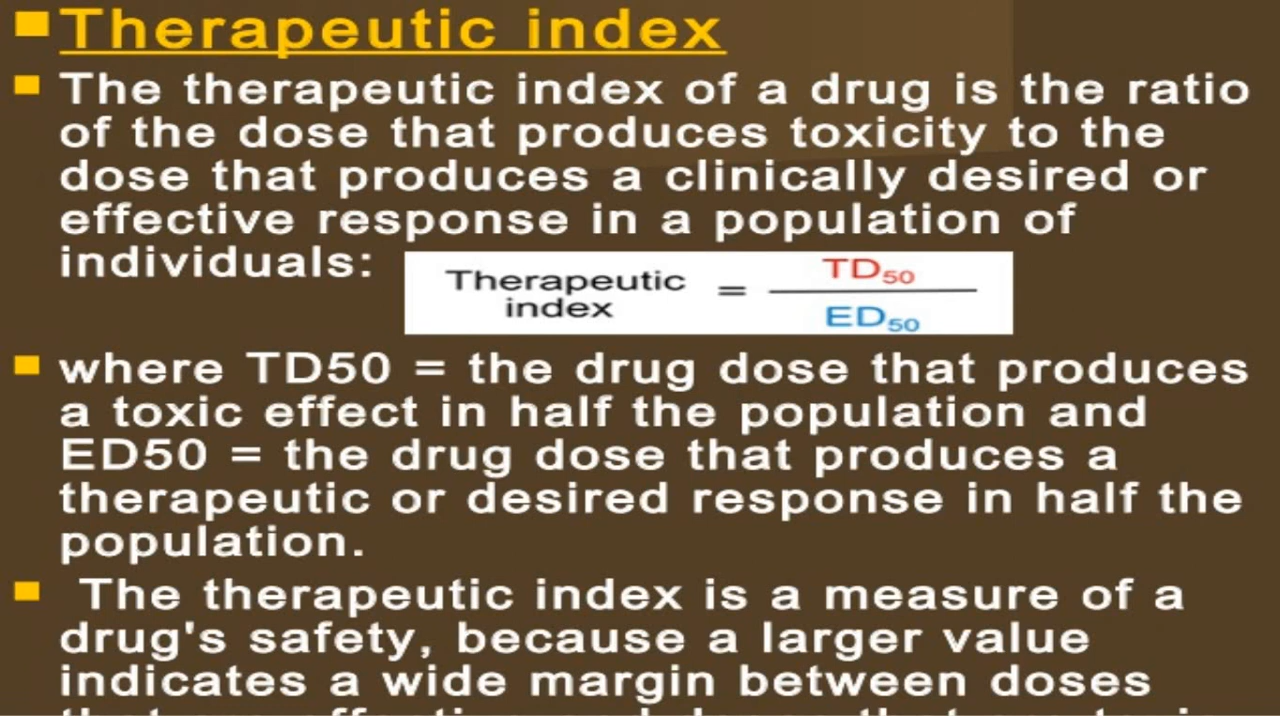 Therapeutic index
The therapeutic index of a drug is the ratio
of the dose that produces toxicity to the
dose that produces a clinically desired or
effective response in a population of
individuals:
Therapeutic
index
=
TD50
ED50
where TD50 = the drug dose that produces
a toxic effect in half the population and
ED50 = the drug dose that produces a
therapeutic or desired response in half the
population.
The therapeutic index is a measure of a
drug's safety, because a larger value
indicates a wide margin between doses